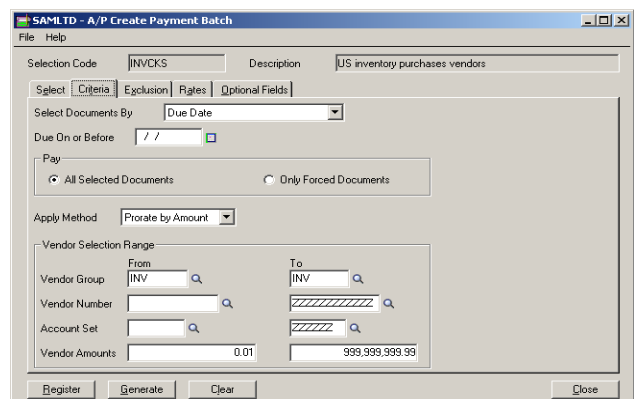 SAMLTD - A/P Create Payment Batch
File Help
Selection Code INVCKS Description US inventory purchases vendors
Select Criteria Exclusion Rates Optional Fields
Select Documents By Due Date
Due On or Before / /
Pay
All Selected Documents Only Forced Documents
Apply Method Prorate by Amount
Vendor Selection Range
From To
Vendor Group INV INV
Vendor Number ZZZZZZZZZZZZ
Account Set ZZZZZZ
Vendor Amounts 0.01 999,999,999.99
Register Generate Clear Close